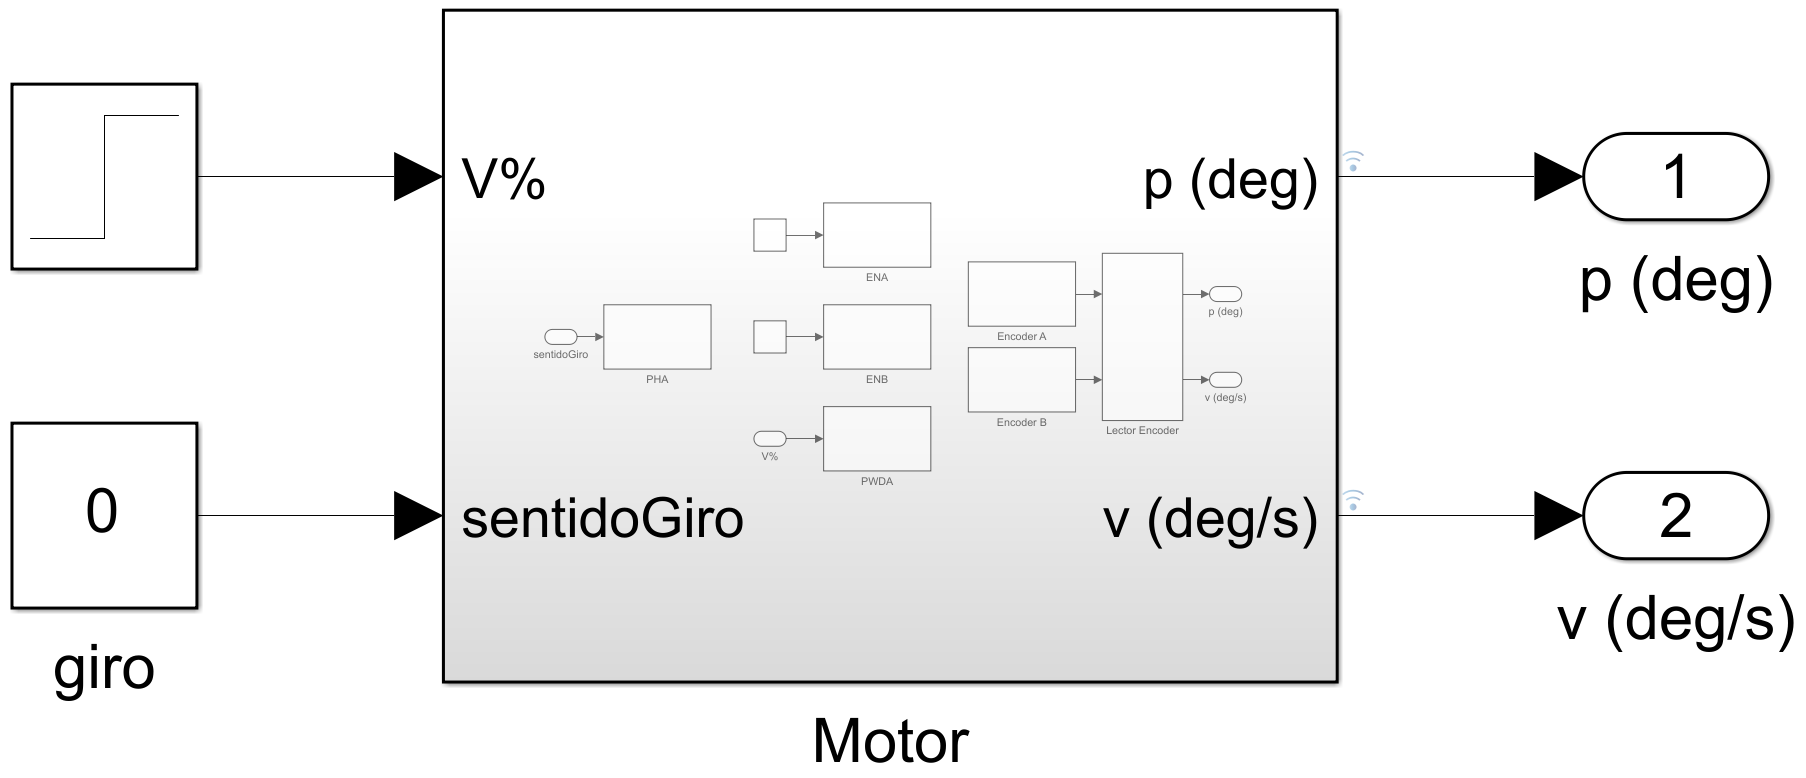 V%
p (deg)
1
p (deg)
ENA
sentidoGiro
PHA
ENB
V%
PWDA
Encoder A
Encoder B
Lector Encoder
p (deg)
v (deg/s)
0
giro
sentidoGiro
v (deg/s)
2
v (deg/s)
Motor